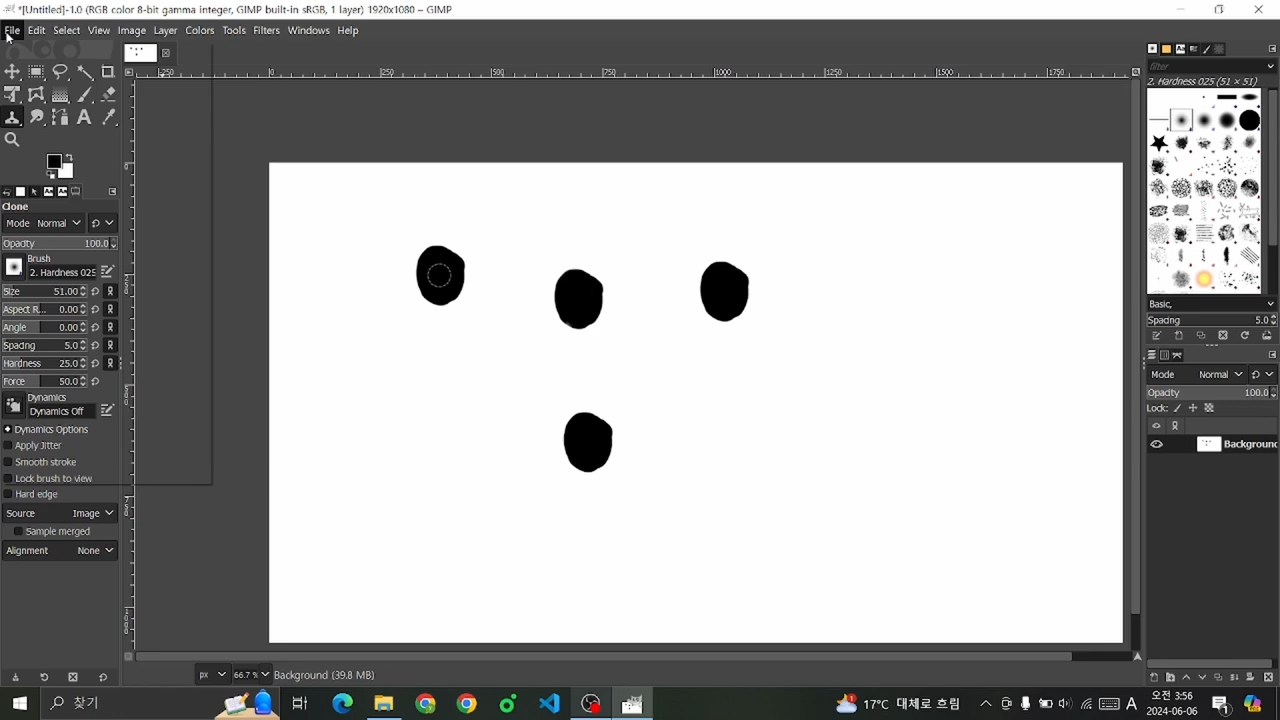 *[Untitled]-1.0 (RGB color 8-bit gamma integer, GIMP built-in sRGB, 1 layer) 1920x1080 – GIMP
File Edit Select View Image Layer Colors Tools Filters Windows Help
0 250 500 750 1000 1250 1500 1750
filter
2. Hardness 025 (51 × 51)
Clone
Mode Normal
Opacity 100.0
Brush
2. Hardness 025
Size 51.00
Aspect R... 0.00
Angle 0.00
Spacing 5.0
Hardness 25.0
Force 50.0
Dynamics
Dynamics Off
Dynamics Options
Apply Jitter
Smooth stroke
Lock brush to view
Hard edge
Source Image
Sample merged
Alignment None
Basic,
Spacing 5.0
Mode Normal
Opacity 100.0
Lock:
Background
px 66.7 % Background (39.8 MB)
찾기
17°C 대체로 흐림
A
오전 3:56
2024-06-06
1